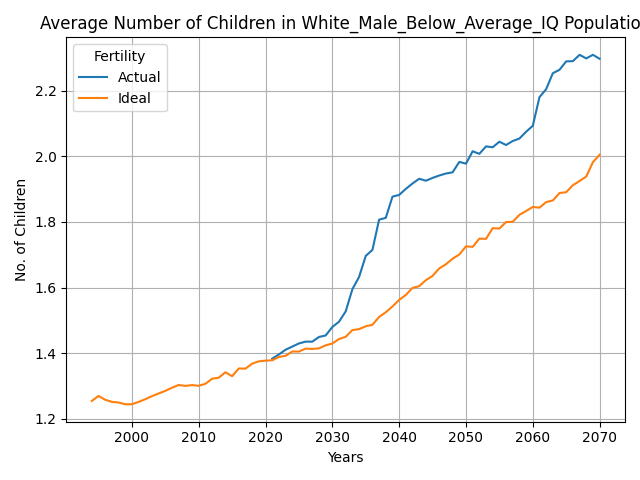 Average Number of Children in White_Male_Below_Average_IQ Populatio
Fertility
Actual
Ideal
No. of Children
2.2
2.0
1.8
1.6
1.4
1.2
2000 2010 2020 2030 2040 2050 2060 2070
Years